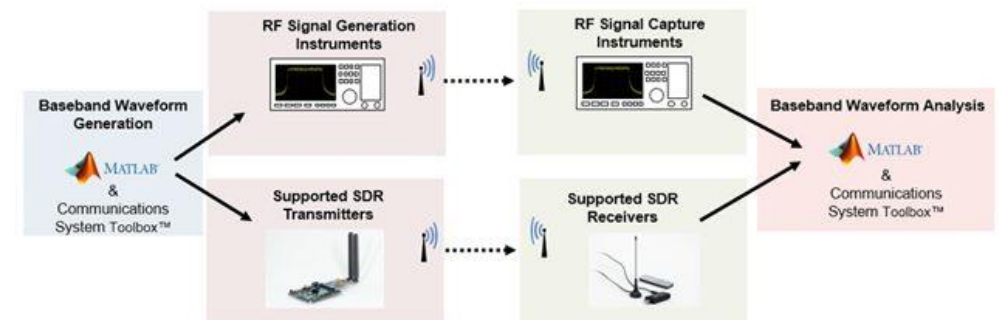 RF Signal Generation
Instruments
RF Signal Capture
Instruments
Baseband Waveform
Generation
MATLAB®
&
Communications
System Toolbox™
Baseband Waveform Analysis
MATLAB®
&
Communications
System Toolbox™
Supported SDR
Transmitters
Supported SDR
Receivers